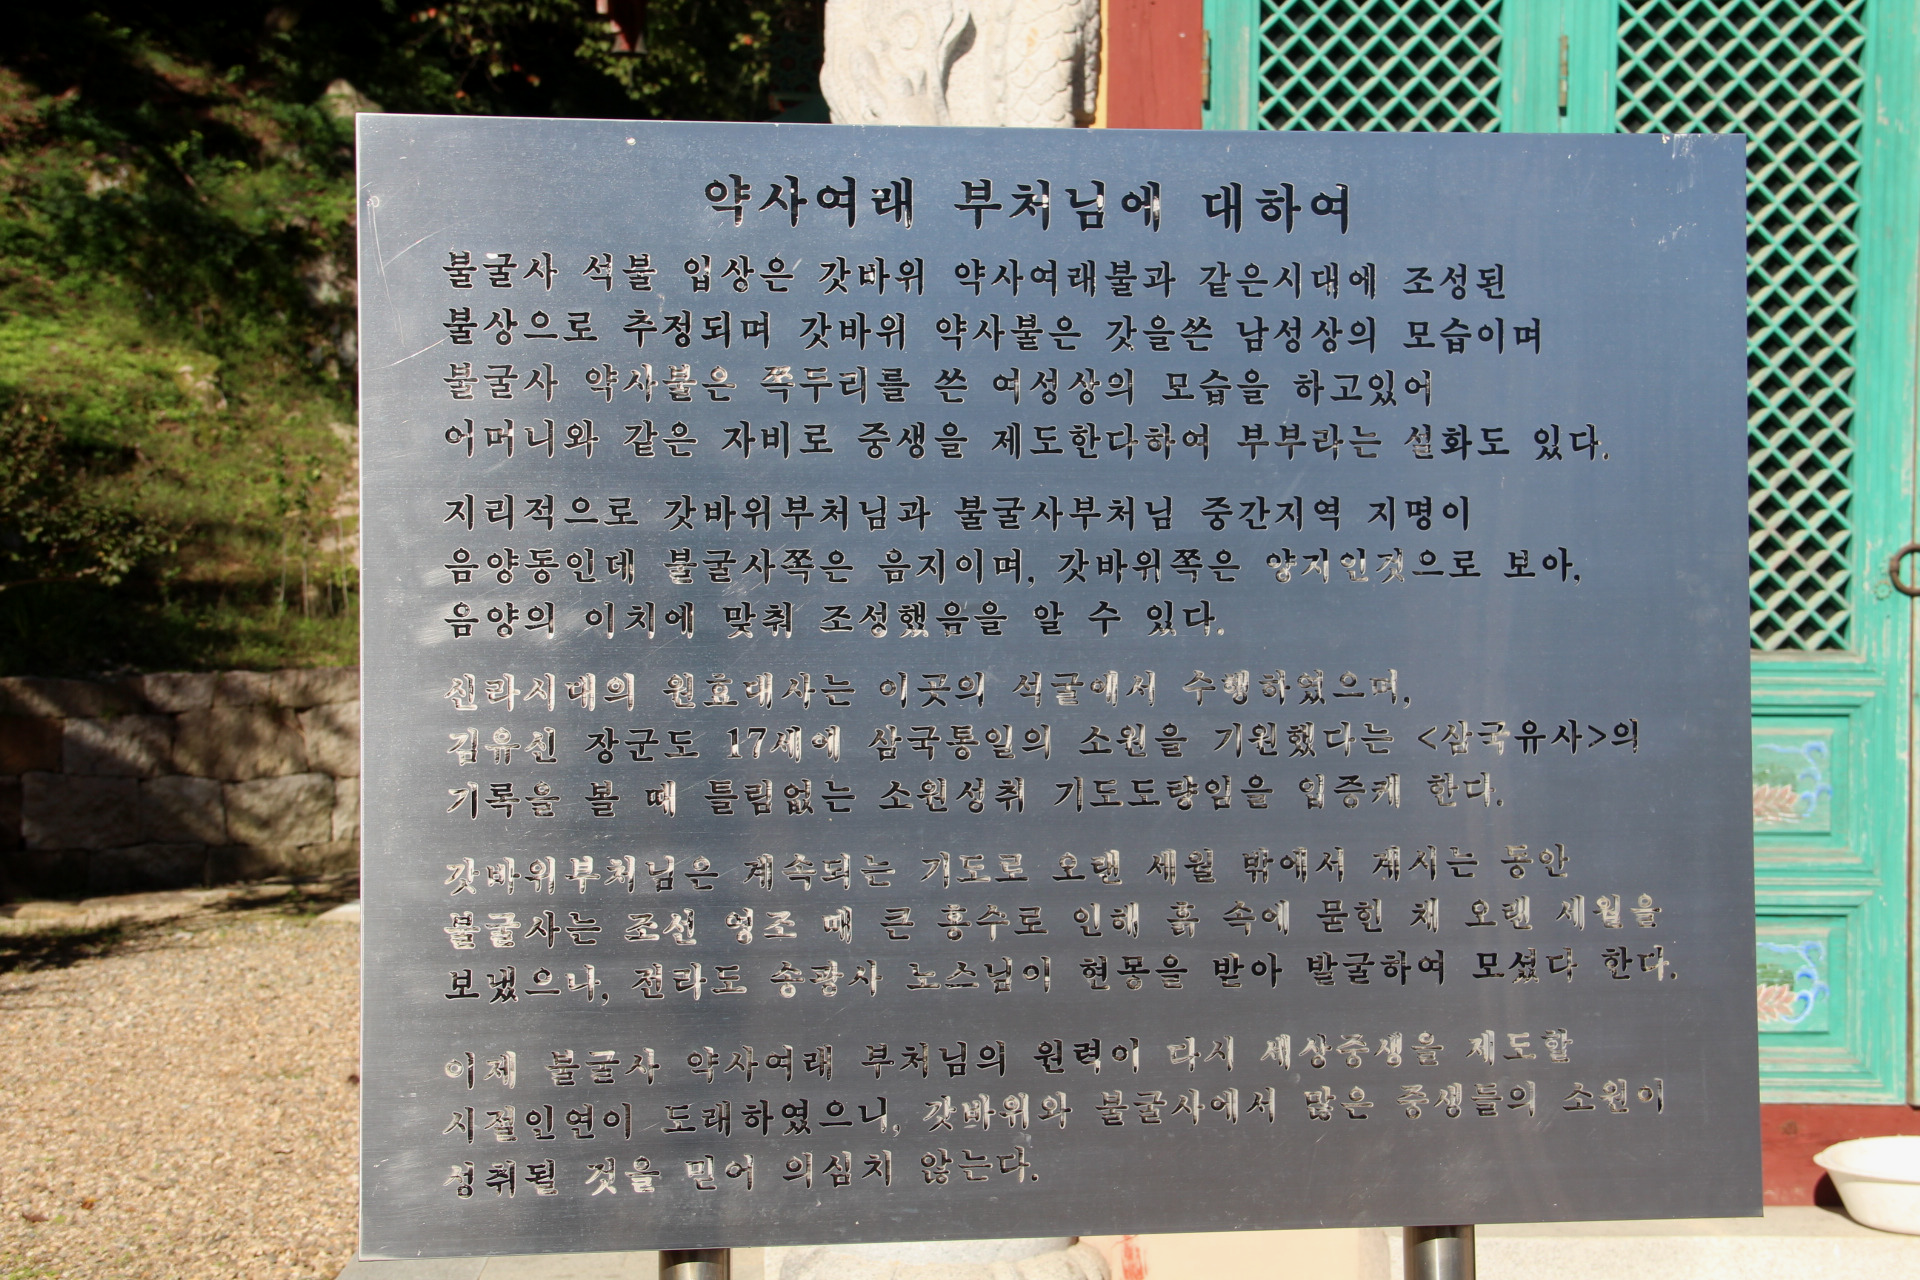 약사여래 부처님에 대하여
불굴사 석불 입상은 갓바위 약사여래불과 같은시대에 조성된
불상으로 추정되며 갓바위 약사불은 갓을쓴 남성상의 모습이며
불굴사 약사불은 쪽두리를 쓴 여성상의 모습을 하고있어
어머니와 같은 자비로 중생을 제도한다하여 부부라는 설화도 있다.
지리적으로 갓바위부처님과 불굴사부처님 중간지역 지명이
음양동인데 불굴사쪽은 음지이며, 갓바위쪽은 양지인것으로 보아,
음양의 이치에 맞춰 조성했음을 알 수 있다.
신라시대의 원효대사는 이곳의 석굴에서 수행하였으며,
김유신 장군도 17세에 삼국통일의 소원을 기원했다는 <삼국유사>의
기록을 볼 때 틀림없는 소원성취 기도도량임을 입증케 한다.
갓바위부처님은 계속되는 기도로 오랜 세월 밖에서 계시는 동안
불굴사는 조선 영조 때 큰 홍수로 인해 흙 속에 묻힌 채 오랜 세월을
보냈으나, 전라도 송광사 노스님이 현몽을 받아 발굴하여 모셨다 한다.
이제 불굴사 약사여래 부처님의 원력이 다시 세상중생을 제도할
시절인연이 도래하였으니, 갓바위와 불굴사에서 많은 중생들의 소원이
성취될 것을 믿어 의심치 않는다.